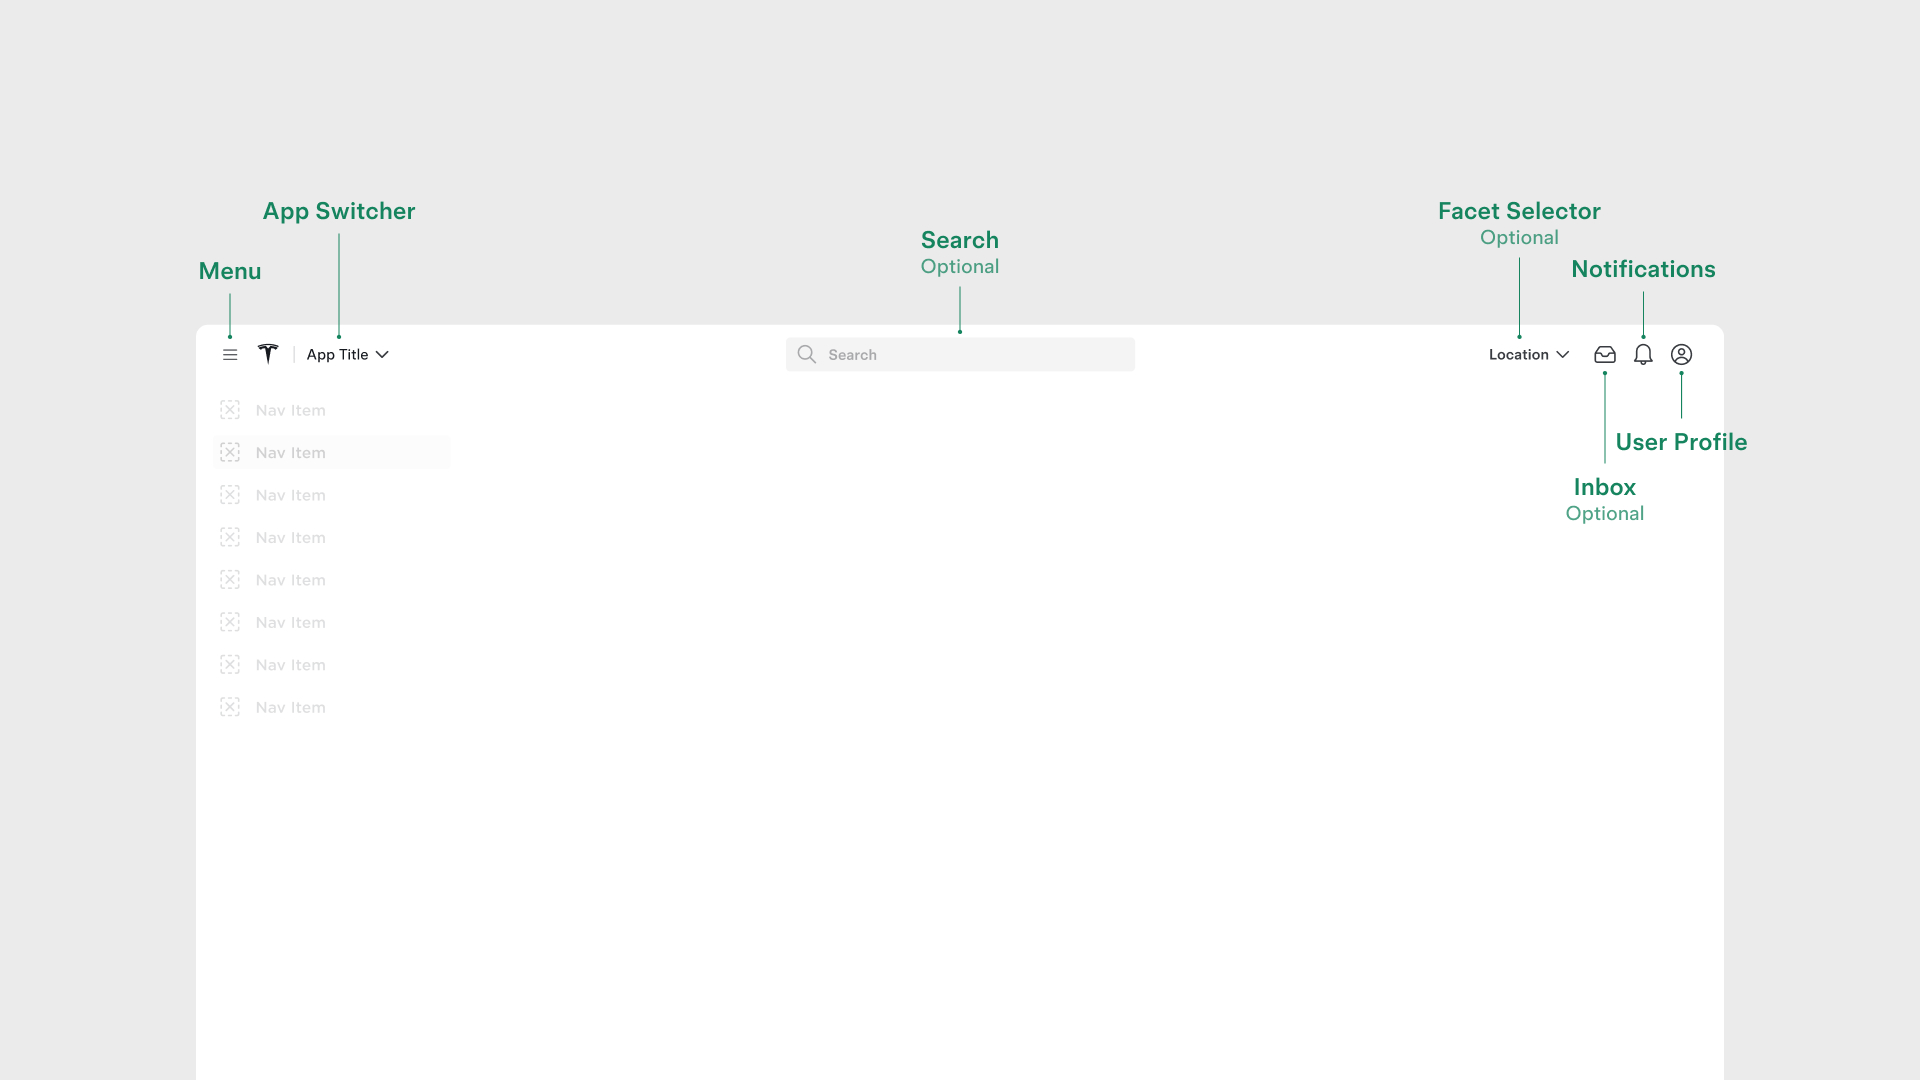 App Switcher
Menu
Search
Optional
Facet Selector
Optional
Notifications
App Title
Search
Location
User Profile
Inbox
Optional
Nav Item
Nav Item
Nav Item
Nav Item
Nav Item
Nav Item
Nav Item
Nav Item